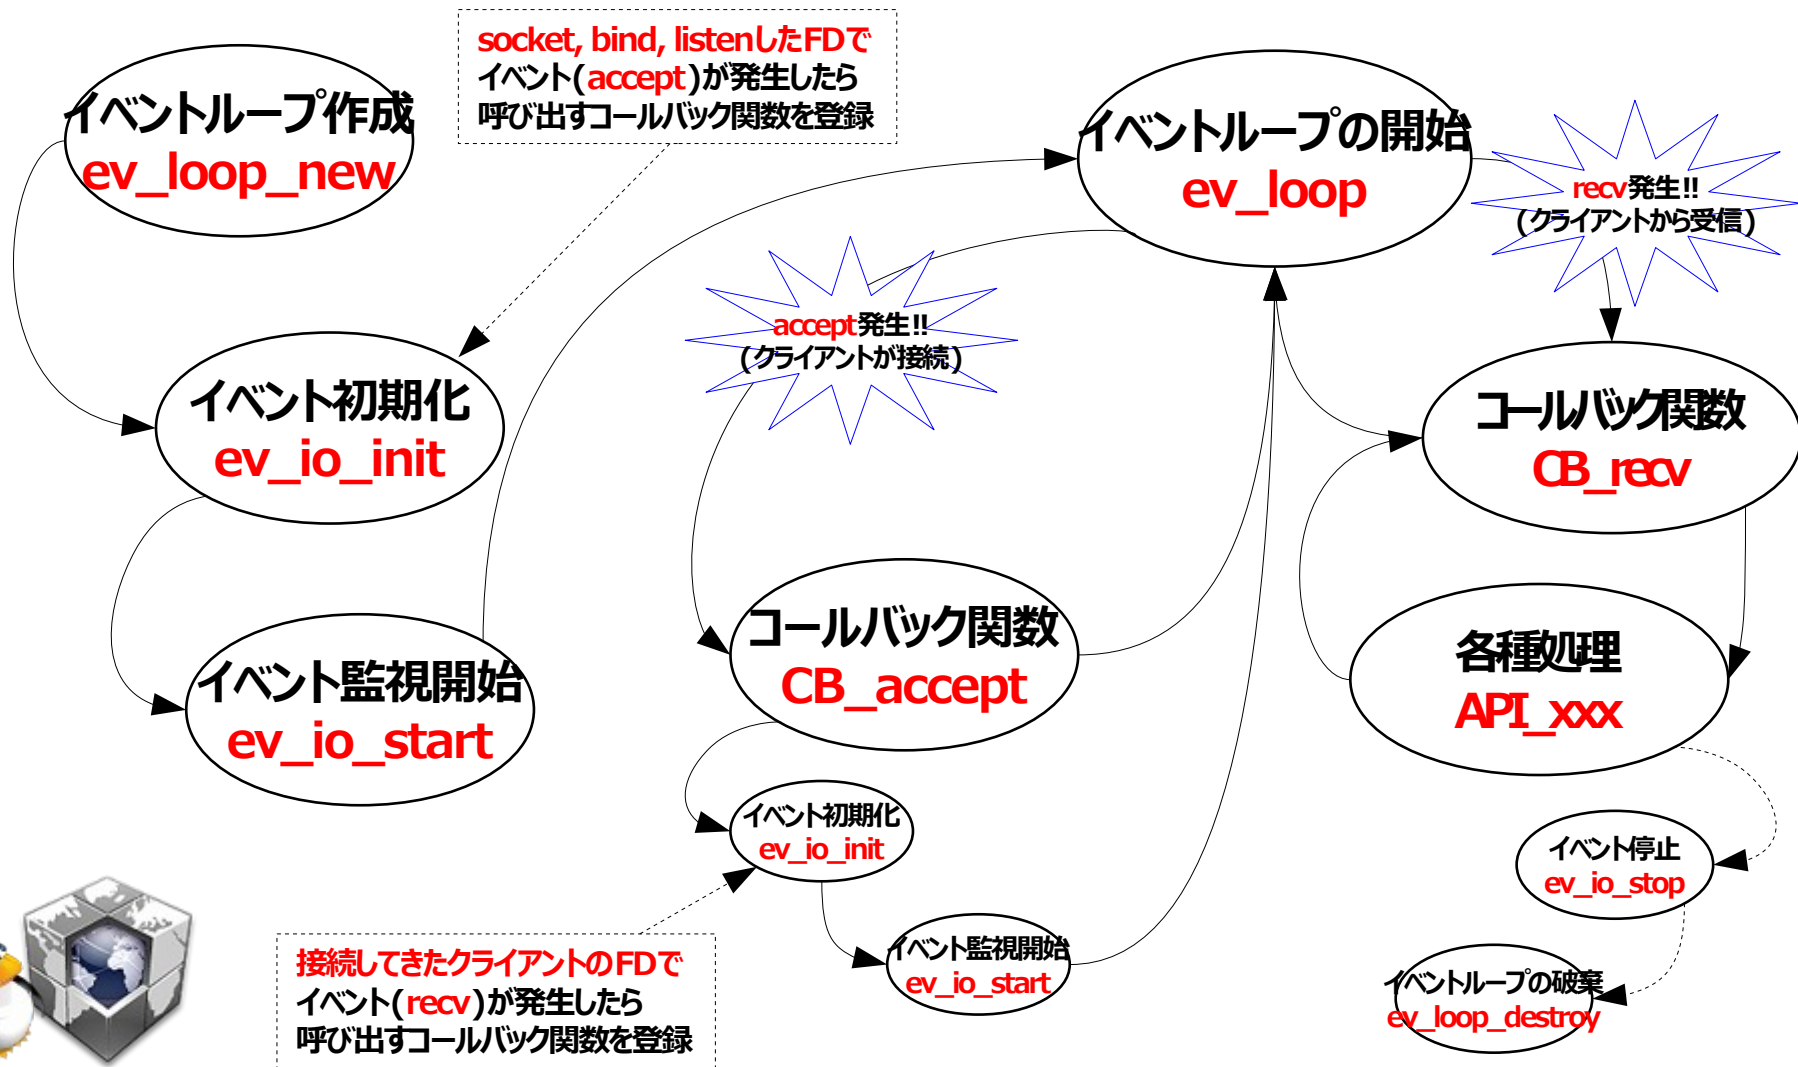 socket, bind, listenしたFDで
イベント(accept)が発生したら
呼び出すコールバック関数を登録
イベントループ作成
ev_loop_new
イベントループの開始
ev_loop
recv発生!!
(クライアントから受信)
accept発生!!
(クライアントが接続)
イベント初期化
ev_io_init
コールバック関数
CB_recv
イベント監視開始
ev_io_start
コールバック関数
CB_accept
各種処理
API_xxx
イベント初期化
ev_io_init
イベント停止
ev_io_stop
イベント監視開始
ev_io_start
イベントループの破棄
ev_loop_destroy
接続してきたクライアントのFDで
イベント(recv)が発生したら
呼び出すコールバック関数を登録